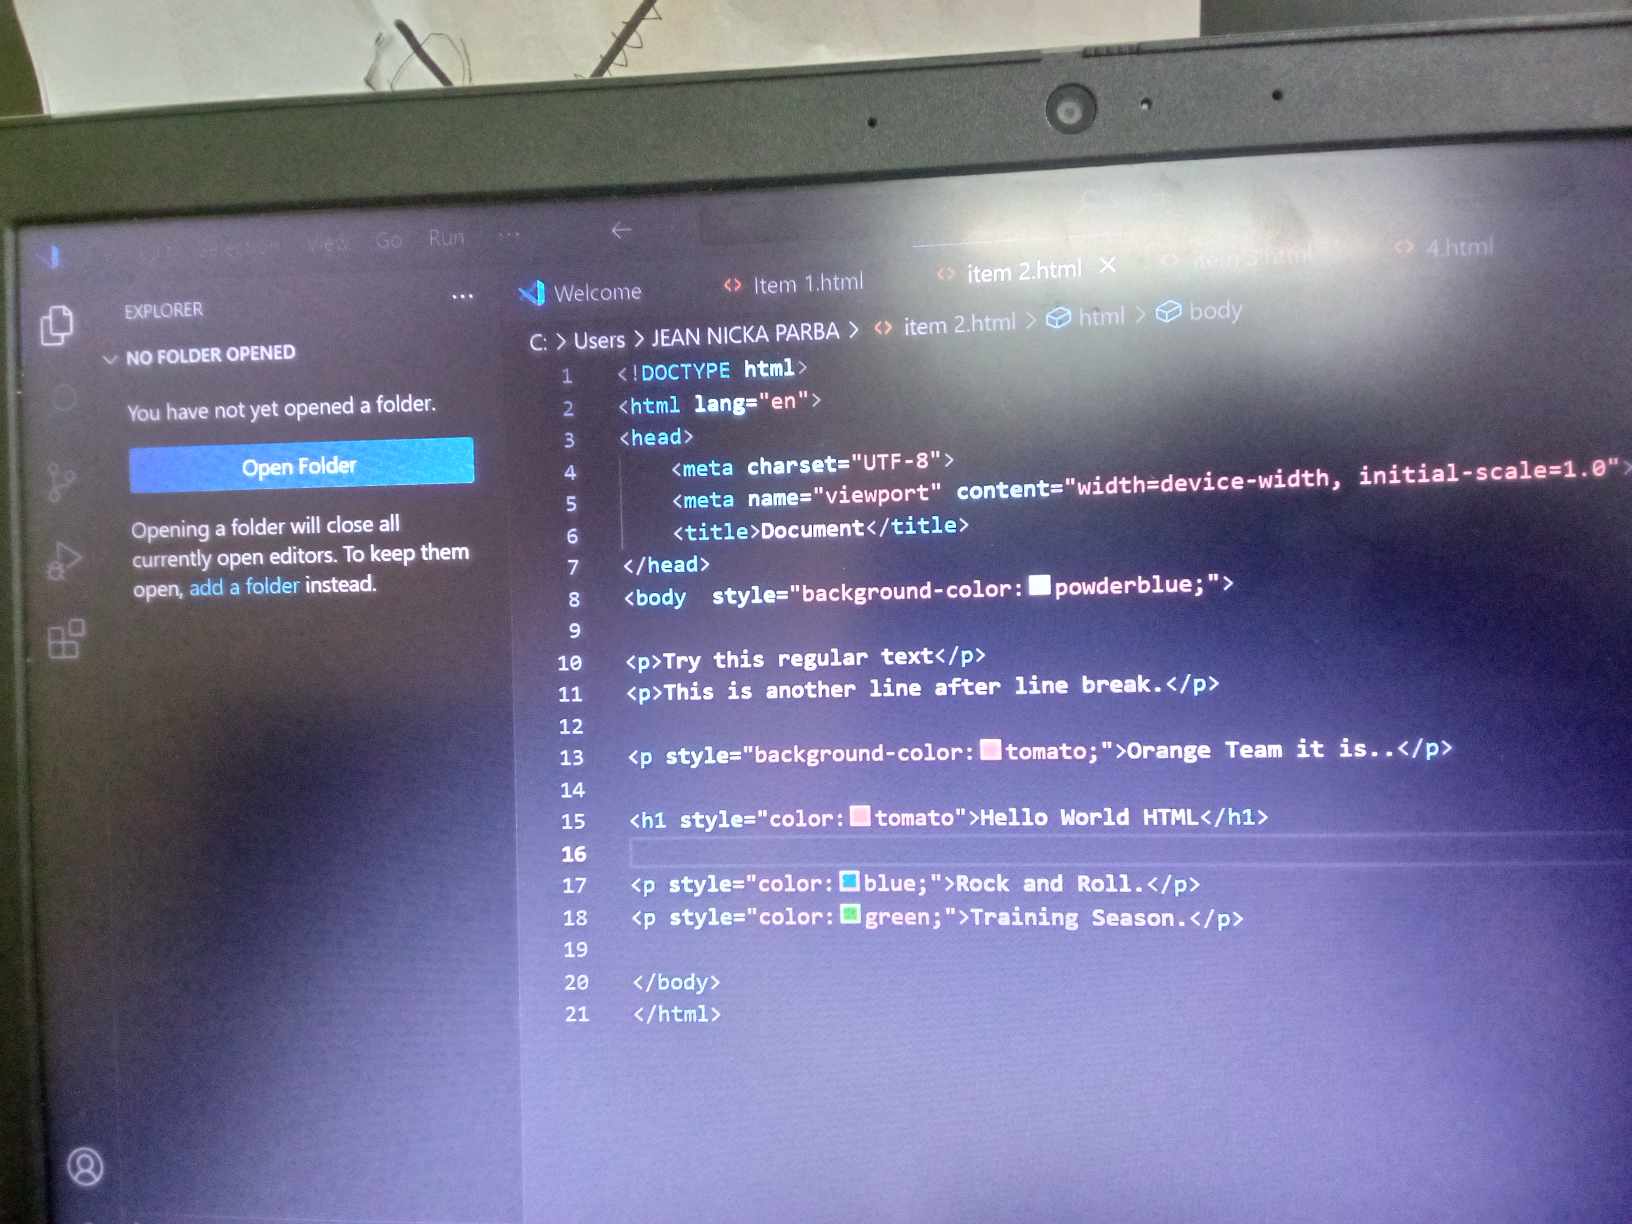 Selection View Go Run ...
Welcome Item 1.html item 2.html item 3.html 4.html
EXPLORER ...
C: > Users > JEAN NICKA PARBA > item 2.html > html > body
NO FOLDER OPENED
You have not yet opened a folder.
Open Folder
Opening a folder will close all
currently open editors. To keep them
open, add a folder instead.
1 <!DOCTYPE html>
2 <html lang="en">
3 <head>
4 <meta charset="UTF-8">
5 <meta name="viewport" content="width=device-width, initial-scale=1.0">
6 <title>Document</title>
7 </head>
8 <body  style="background-color: powderblue;">
9
10 <p>Try this regular text</p>
11 <p>This is another line after line break.</p>
12
13 <p style="background-color: tomato;">Orange Team it is..</p>
14
15 <h1 style="color: tomato">Hello World HTML</h1>
16
17 <p style="color: blue;">Rock and Roll.</p>
18 <p style="color: green;">Training Season.</p>
19
20 </body>
21 </html>